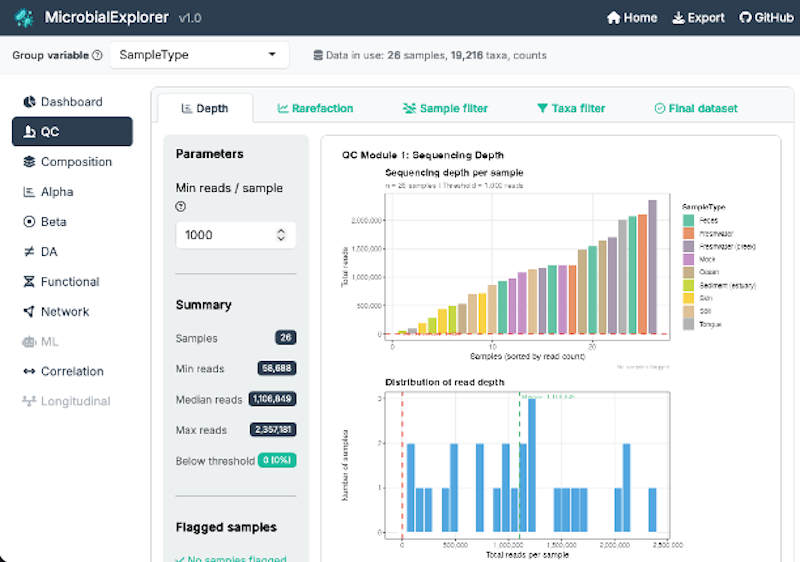 MicrobialExplorer v1.0
Home Export GitHub
Group variable SampleType
Data in use: 26 samples, 19,216 taxa, counts
Dashboard
QC
Composition
Alpha
Beta
DA
Functional
Network
ML
Correlation
Longitudinal
Depth Rarefaction Sample filter Taxa filter Final dataset
Parameters
Min reads / sample
1000
Summary
Samples 26
Min reads 58,688
Median reads 1,106,849
Max reads 2,357,181
Below threshold 0 (0%)
Flagged samples
No samples flagged
QC Module 1: Sequencing Depth
Sequencing depth per sample
n = 26 samples | Threshold = 1,000 reads
Total reads
2,000,000
1,500,000
1,000,000
500,000
0
0 10 20
Samples (sorted by read count)
No samples flagged
SampleType
Feces
Freshwater
Freshwater (creek)
Mock
Ocean
Sediment (estuary)
Skin
Soil
Tongue
Distribution of read depth
Number of samples
3
2
1
0
0 500,000 1,000,000 1,500,000 2,000,000 2,500,000
Total reads per sample